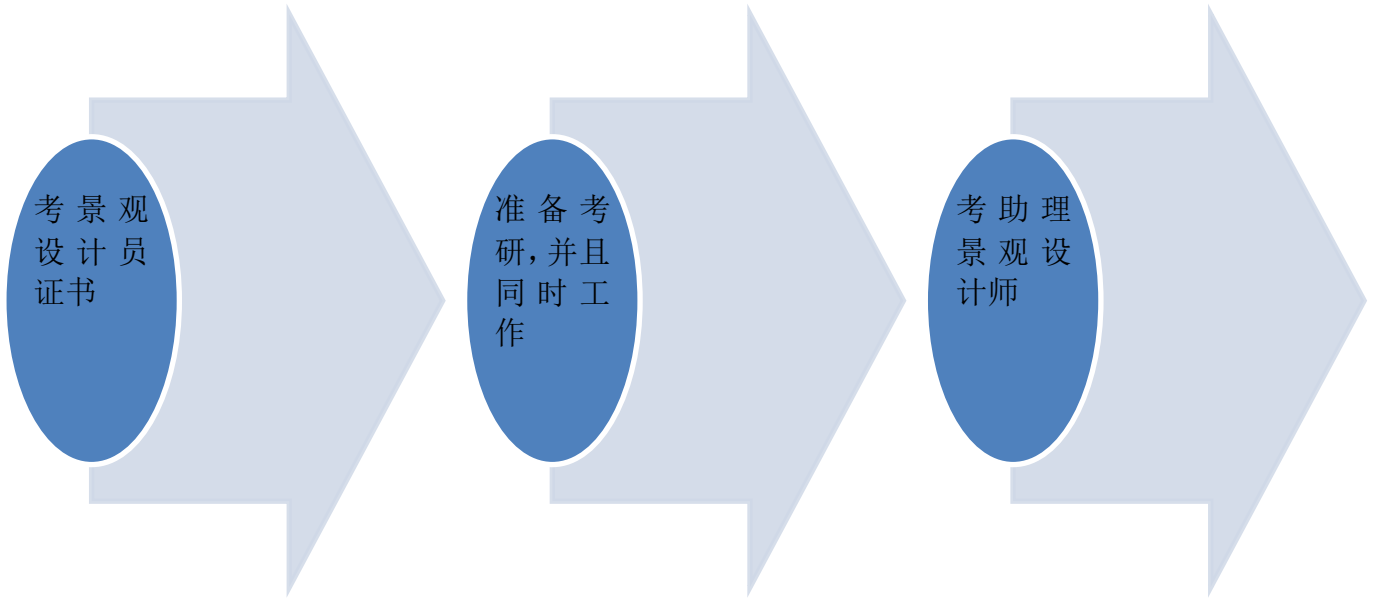 考景观
设计员
证书
准备考
研，并且
同时工
作
考助理
景观设
计师